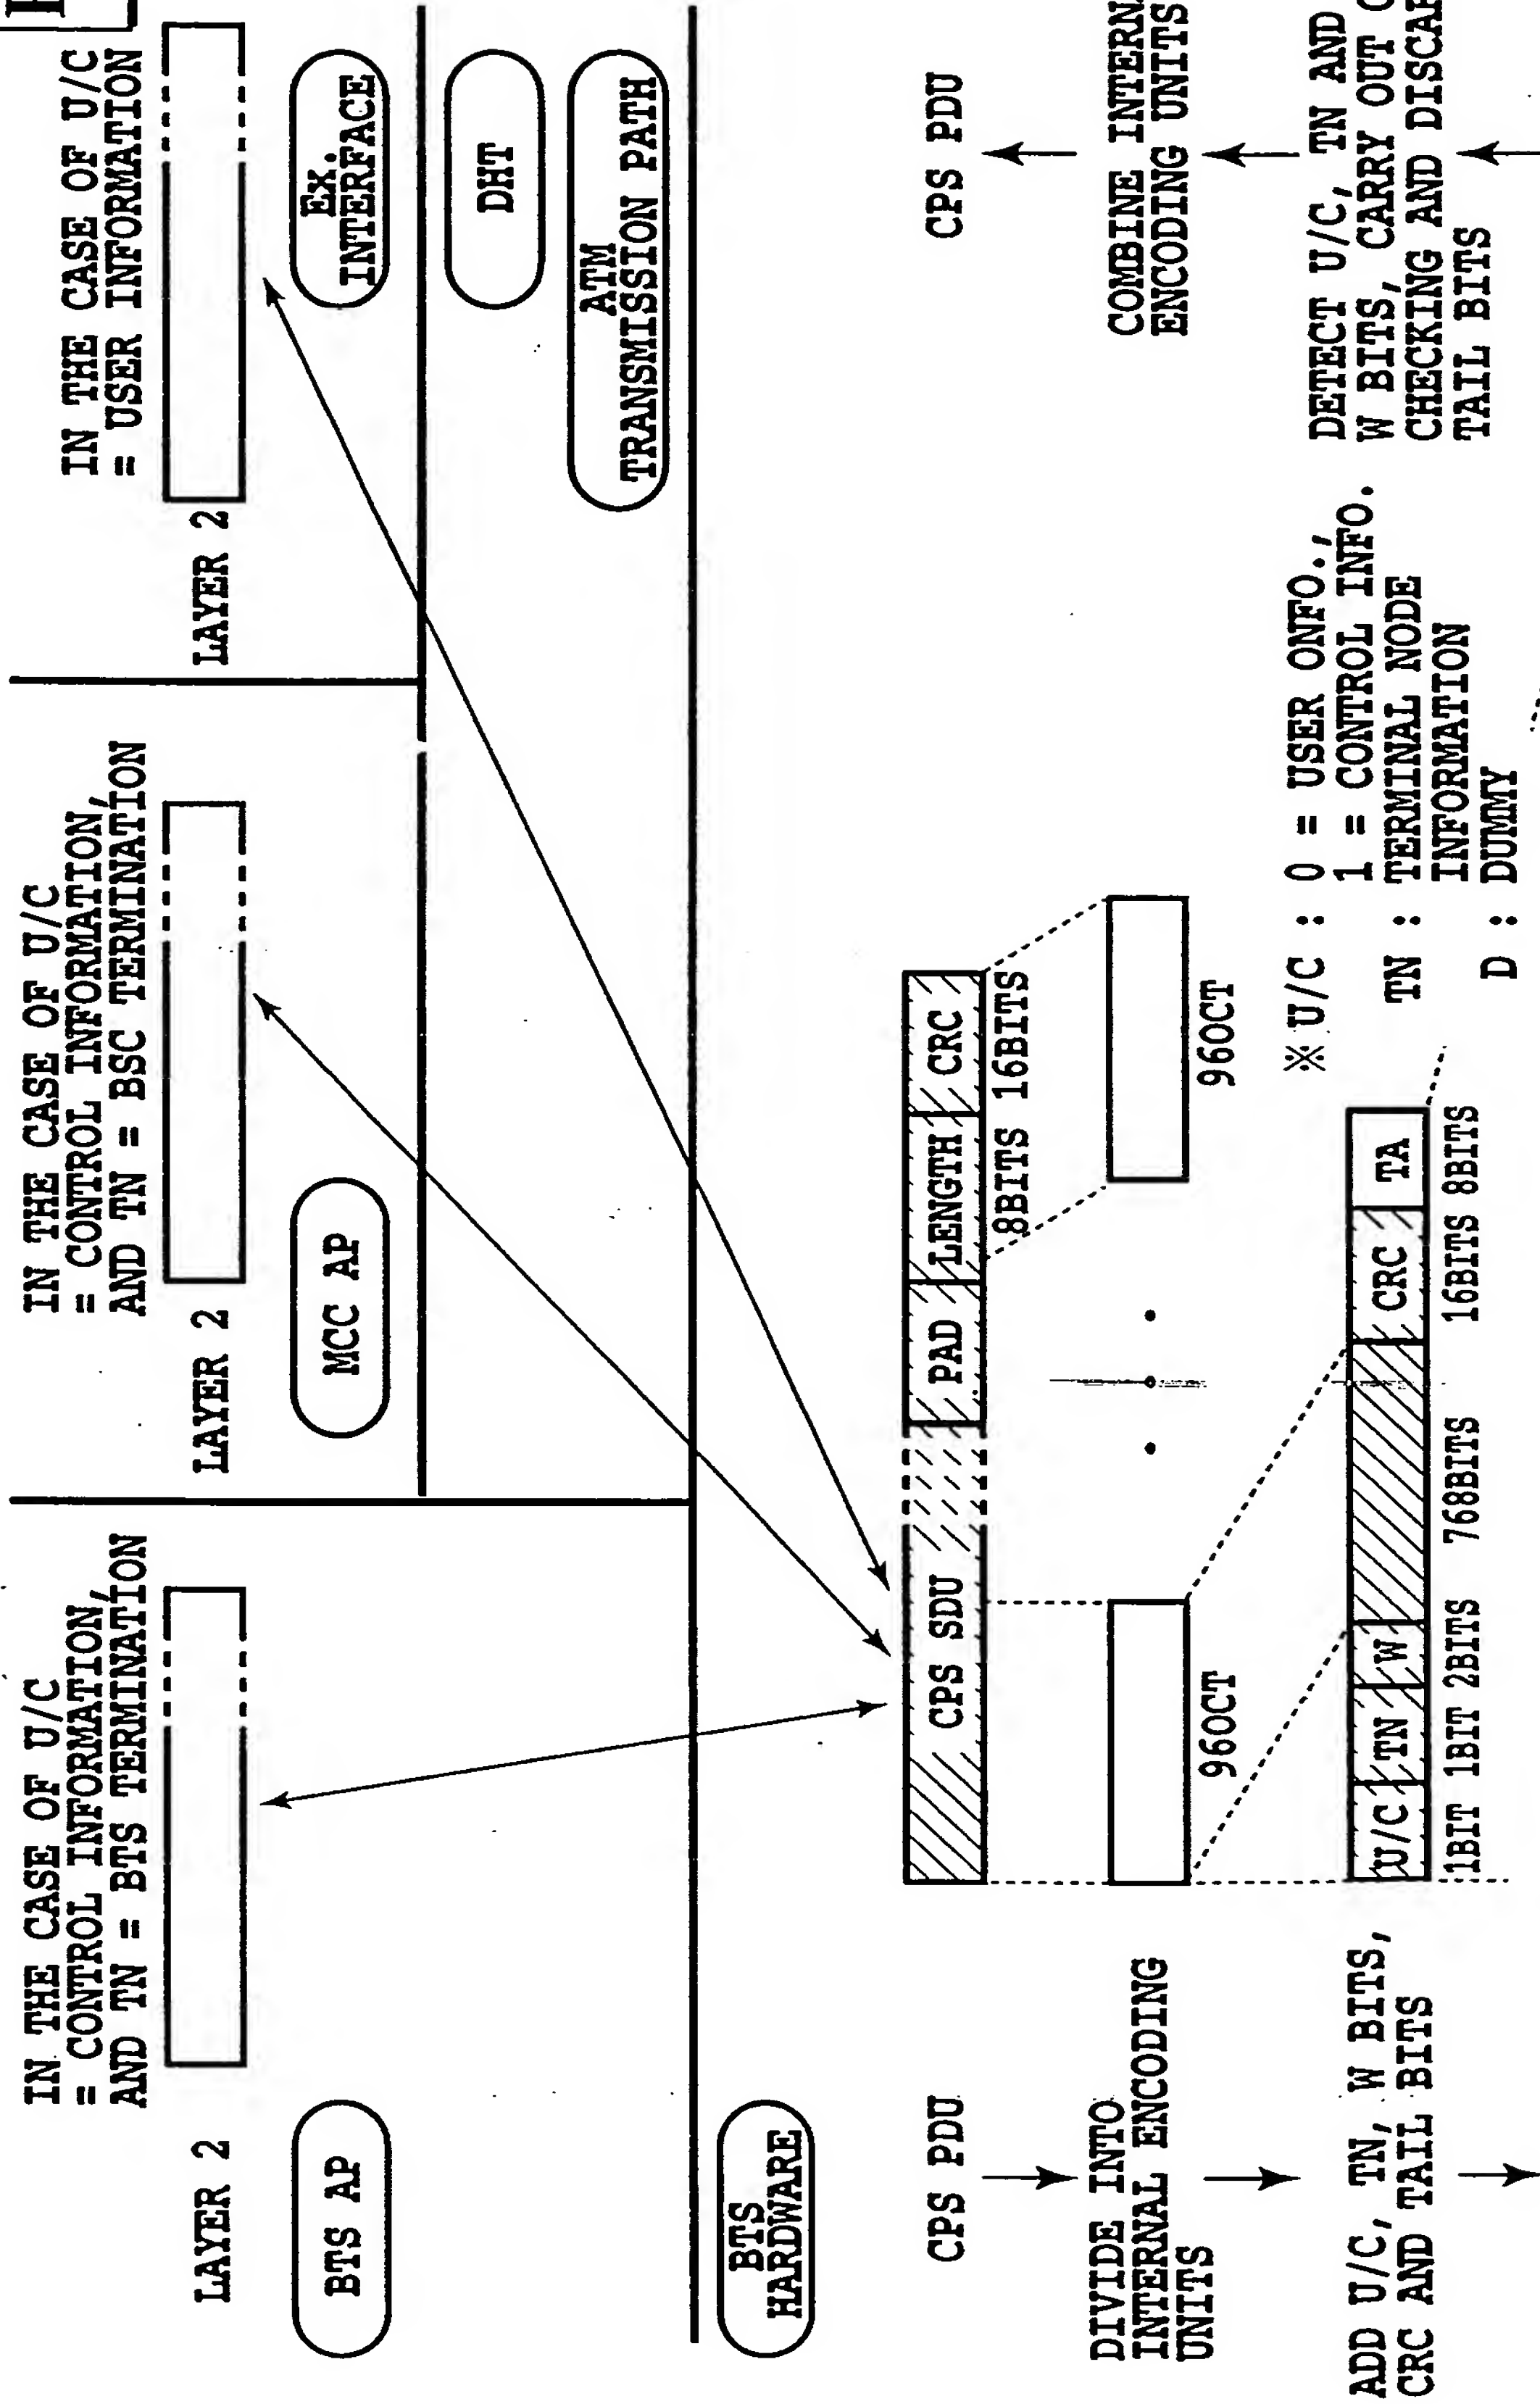 IN THE CASE OF U/C
= CONTROL INFORMATION,
AND TN = BTS TERMINATION
LAYER 2
BTS AP
IN THE CASE OF U/C
= CONTROL INFORMATION,
AND TN = BSC TERMINATION
LAYER 2
MCC AP
IN THE CASE OF U/C
= USER INFORMATION
LAYER 2
Ex.
INTERFACE
DHT
ATM
TRANSMISSION PATH
BTS
HARDWARE
CPS PDU
CPS SDU PAD LENGTH CRC
8BITS 16BITS
CPS PDU
DIVIDE INTO
INTERNAL ENCODING
UNITS
96OCT
96OCT
COMBINE
ENCODING UNITS
ADD U/C, TN, W BITS,
CRC AND TAIL BITS
U/C TN W CRC TA
1BIT 1BIT 2BITS 768BITS 16BITS 8BITS
※ U/C : 0 = USER ONFO.,
1 = CONTROL INFO.
TN : TERMINAL NODE
INFORMATION
D : DUMMY
DETECT U/C, TN AND
W BITS, CARRY OUT
CHECKING AND
TAIL BITS